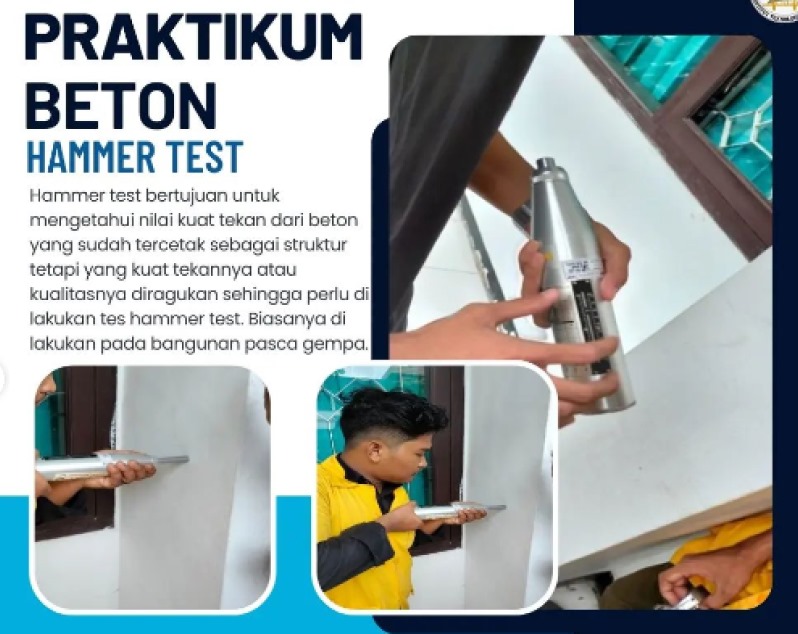 PRAKTIKUM
BETON
HAMMER TEST
Hammer test bertujuan untuk
mengetahui nilai kuat tekan dari beton
yang sudah tercetak sebagai struktur
tetapi yang kuat tekannya atau
kualitasnya diragukan sehingga perlu di
lakukan tes hammer test. Biasanya di
lakukan pada bangunan pasca gempa.